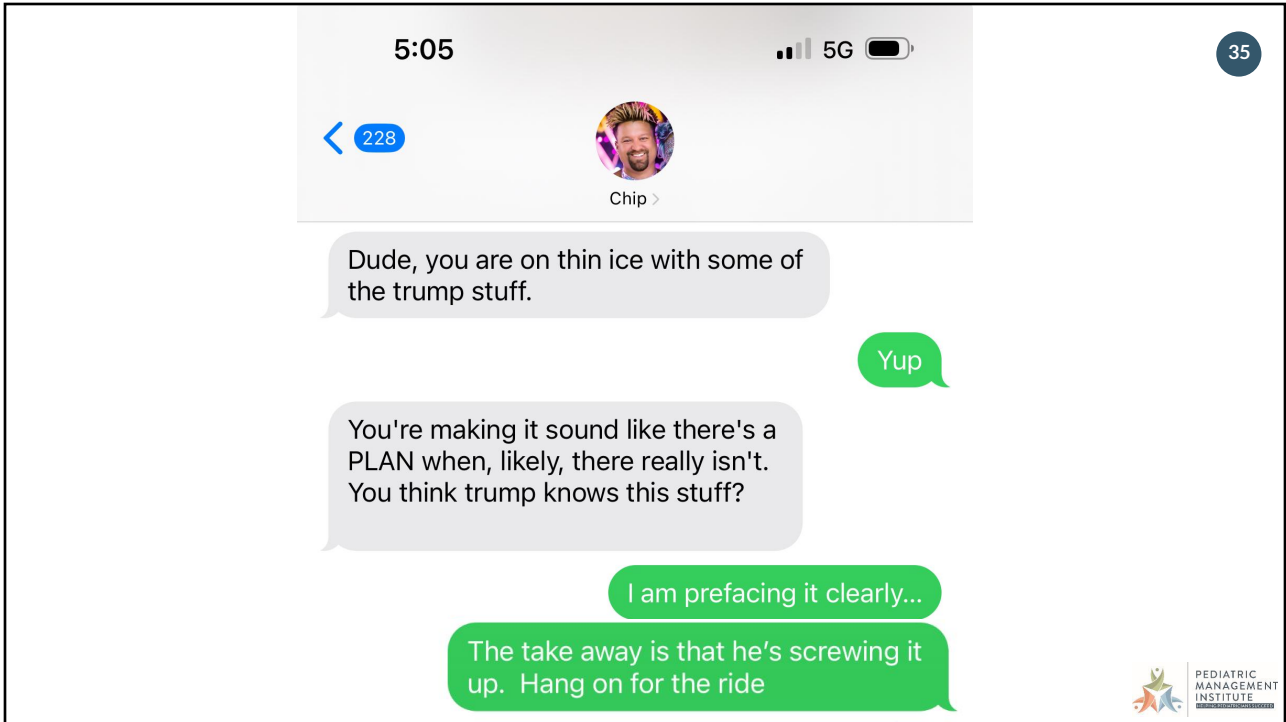 5:05
5G
35
228
Chip
Dude, you are on thin ice with some of
the trump stuff.
Yup
You're making it sound like there's a
PLAN when, likely, there really isn't.
You think trump knows this stuff?
I am prefacing it clearly...
The take away is that he's screwing it
up.  Hang on for the ride
PEDIATRIC
MANAGEMENT
INSTITUTE
HELPING PEDIATRICIANS SUCCEED